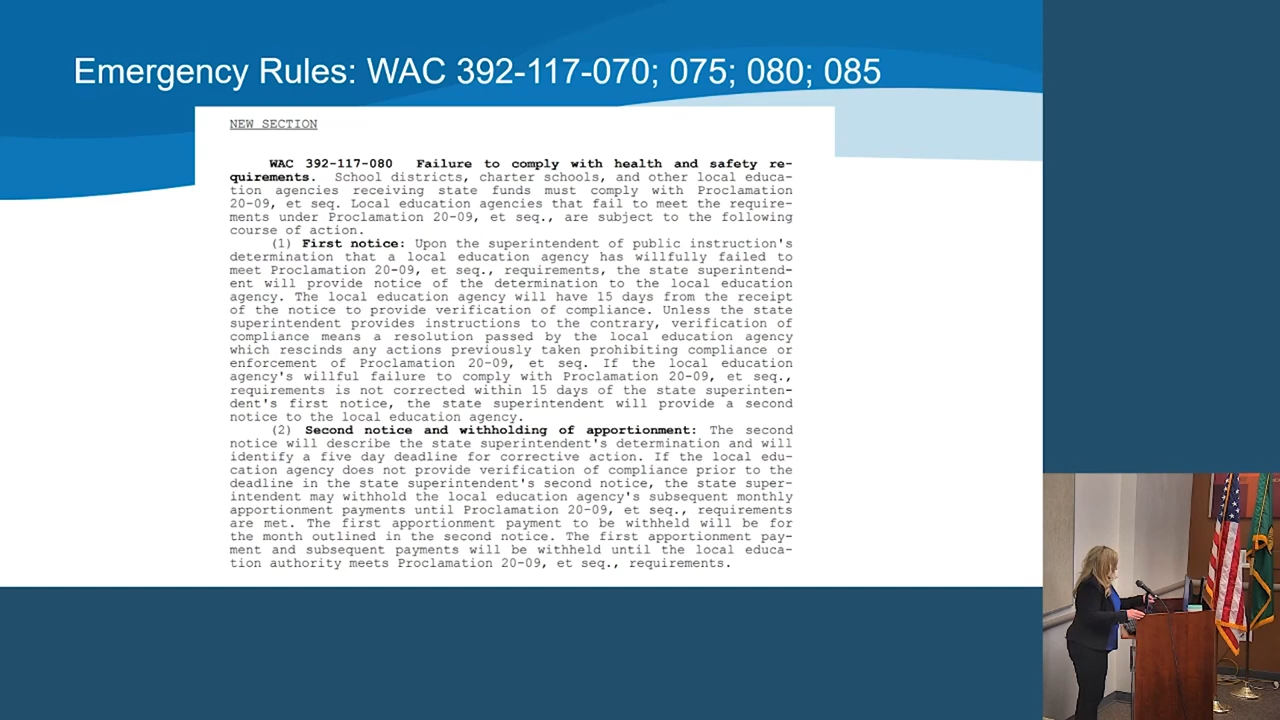 Emergency Rules: WAC 392-117-070; 075; 080; 085
NEW SECTION
WAC 392-117-080 Failure to comply with health and safety re-
quirements. School districts, charter schools, and other local educa-
tion agencies receiving state funds must comply with Proclamation
20-09, et seq. Local education agencies that fail to meet the require-
ments under Proclamation 20-09, et seq., are subject to the following
course of action.
(1) First notice: Upon the superintendent of public instruction's
determination that a local education agency has willfully failed to
meet Proclamation 20-09, et seq., requirements, the state superintend-
ent will provide notice of the determination to the local education
agency. The local education agency will have 15 days from the receipt
of the notice to provide verification of compliance. Unless the state
superintendent provides instructions to the contrary, verification of
compliance means a resolution passed by the local education agency
which rescinds any actions previously taken prohibiting compliance or
enforcement of Proclamation 20-09, et seq. If the local education
agency's willful failure to comply with Proclamation 20-09, et seq.,
requirements is not corrected within 15 days of the state superinten-
dent's first notice, the state superintendent will provide a second
notice to the local education agency.
(2) Second notice and withholding of apportionment: The second
notice will describe the state superintendent's determination and will
identify a five day deadline for corrective action. If the local edu-
cation agency does not provide verification of compliance prior to the
deadline in the state superintendent's second notice, the state super-
intendent may withhold the local education agency's subsequent monthly
apportionment payments until Proclamation 20-09, et seq., requirements
are met. The first apportionment payment to be withheld will be for
the month outlined in the second notice. The first apportionment pay-
ment and subsequent payments will be withheld until the local educa-
tion authority meets Proclamation 20-09, et seq., requirements.